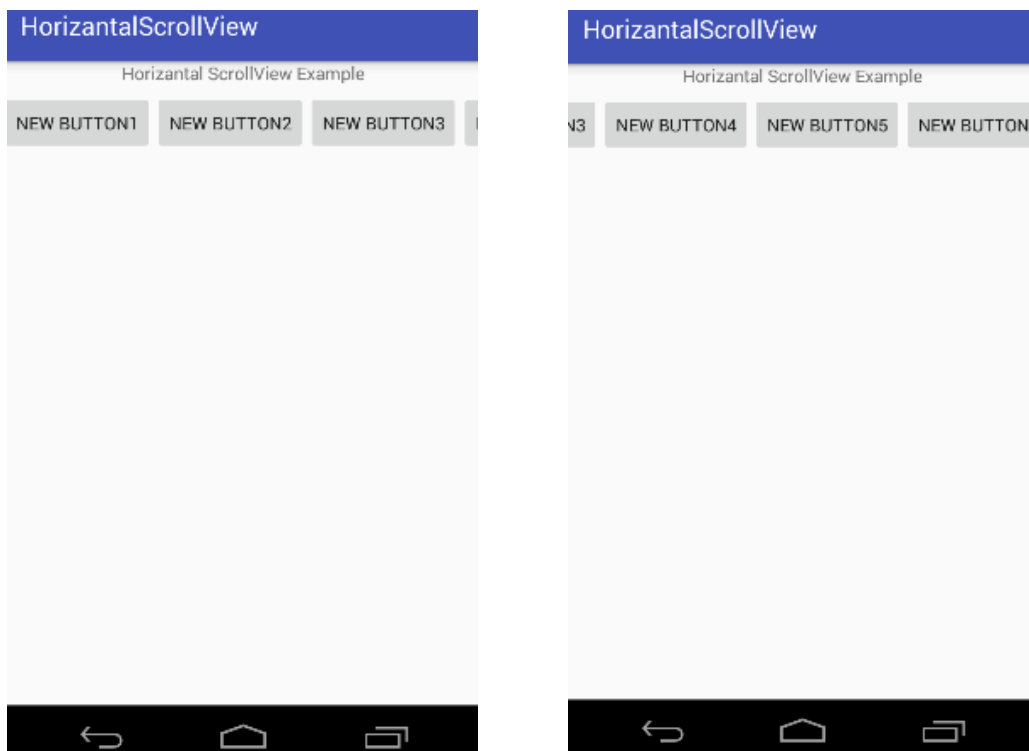 HorizantalScrollView
Horizantal ScrollView Example
NEW BUTTON1 NEW BUTTON2 NEW BUTTON3
HorizantalScrollView
Horizantal ScrollView Example
N3 NEW BUTTON4 NEW BUTTON5 NEW BUTTON